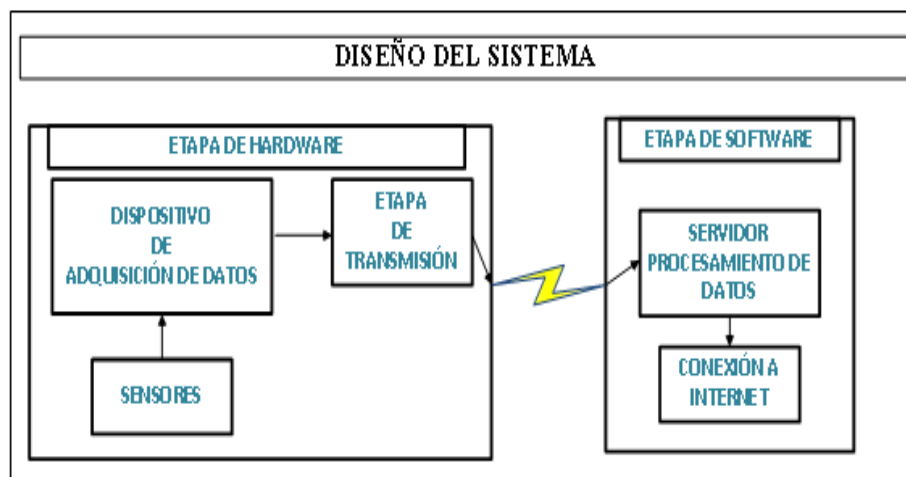 DISEÑO DEL SISTEMA
ETAPA DE HARDWARE
DISPOSITIVO
DE
ADQUISICIÓN DE DATOS
ETAPA
DE
TRANSMISIÓN
SENSORES
ETAPA DE SOFTWARE
SERVIDOR
PROCESAMIENTO DE
DATOS
CONEXIÓN A
INTERNET